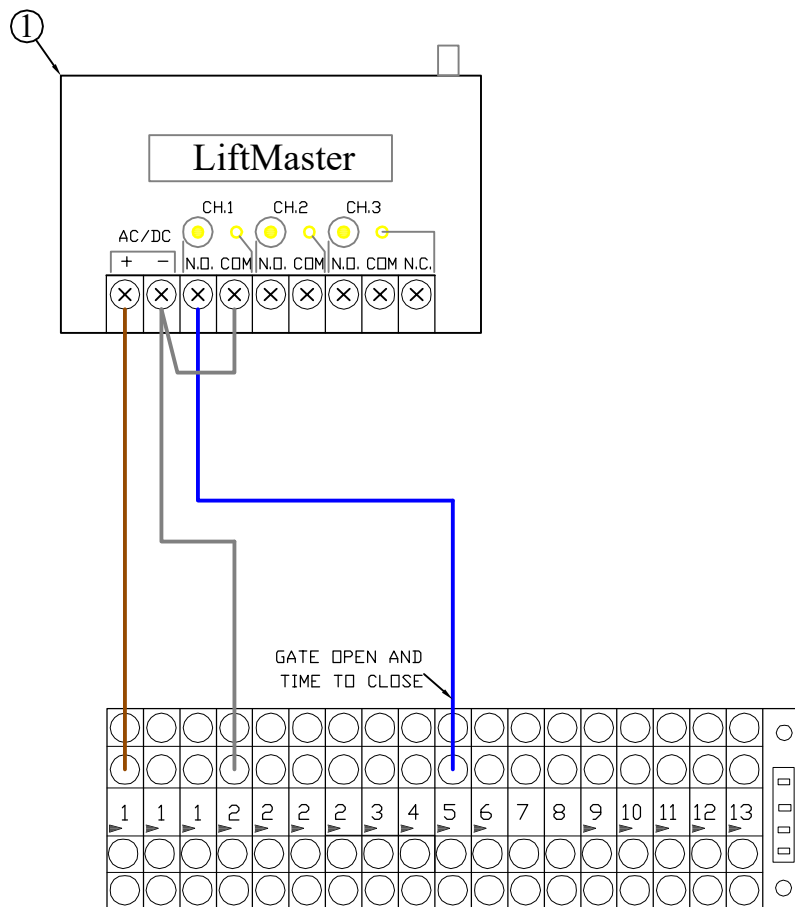 1
LiftMaster
CH.1 CH.2 CH.3
AC/DC
+ − N.O. COM N.O. COM N.O. COM N.C.
GATE OPEN AND
TIME TO CLOSE
1 1 1 2 2 2 2 3 4 5 6 7 8 9 10 11 12 13